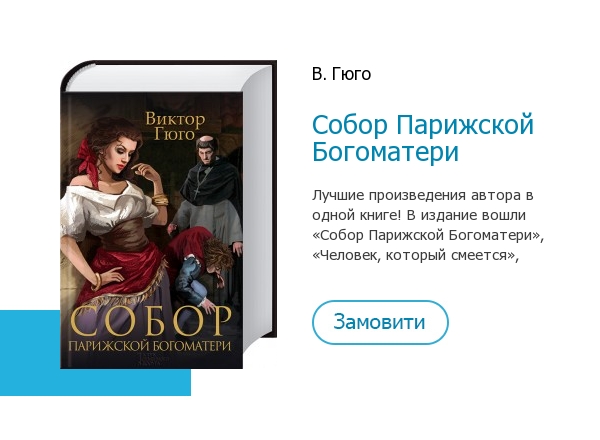 Виктор
Гюго
СОБОР
ПАРИЖСКОЙ БОГОМАТЕРИ
В. Гюго
Собор Парижской
Богоматери
Лучшие произведения автора в
одной книге! В издание вошли
«Собор Парижской Богоматери»,
«Человек, который смеется»,
Замовити